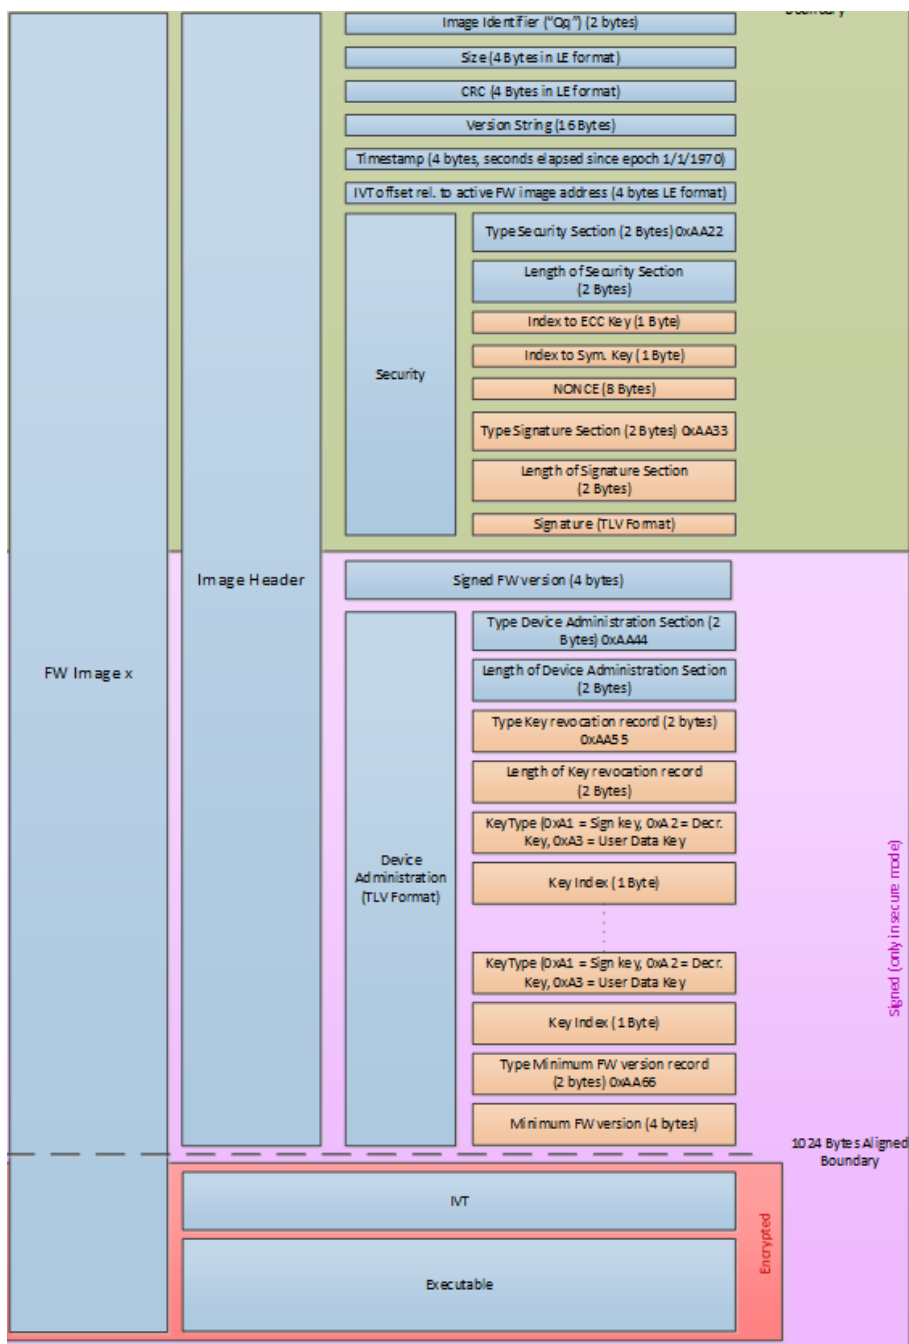 Image Identifier ("Qq") (2 bytes)
Size (4 Bytes in LE format)
CRC (4 Bytes in LE format)
Version String (16 Bytes)
Timestamp (4 bytes, seconds elapsed since epoch 1/1/1970)
IVT offset rel. to active FW image address (4 bytes LE format)
Security
Type Security Section (2 Bytes) 0xAA22
Length of Security Section
(2 Bytes)
Index to ECC Key (1 Byte)
Index to Sym. Key (1 Byte)
NONCE (8 Bytes)
Type Signature Section (2 Bytes) 0xAA33
Length of Signature Section
(2 Bytes)
Signature (TLV Format)
Image Header
FW Image x
Signed FW version (4 bytes)
Device
Administration
(TLV Format)
Type Device Administration Section (2
Bytes) 0xAA44
Length of Device Administration Section
(2 Bytes)
Type Key revocation record (2 bytes)
0xAA55
Length of Key revocation record
(2 Bytes)
KeyType (0xA1 = Sign key, 0xA2 = Decr.
Key, 0xA3 = User Data Key
Key Index (1 Byte)
KeyType (0xA1 = Sign key, 0xA2 = Decr.
Key, 0xA3 = User Data Key
Key Index (1 Byte)
Type Minimum FW version record
(2 bytes) 0xAA66
Minimum FW version (4 bytes)
Signed (only in secure mode)
1024 Bytes Aligned
Boundary
IVT
Executable
Encrypted